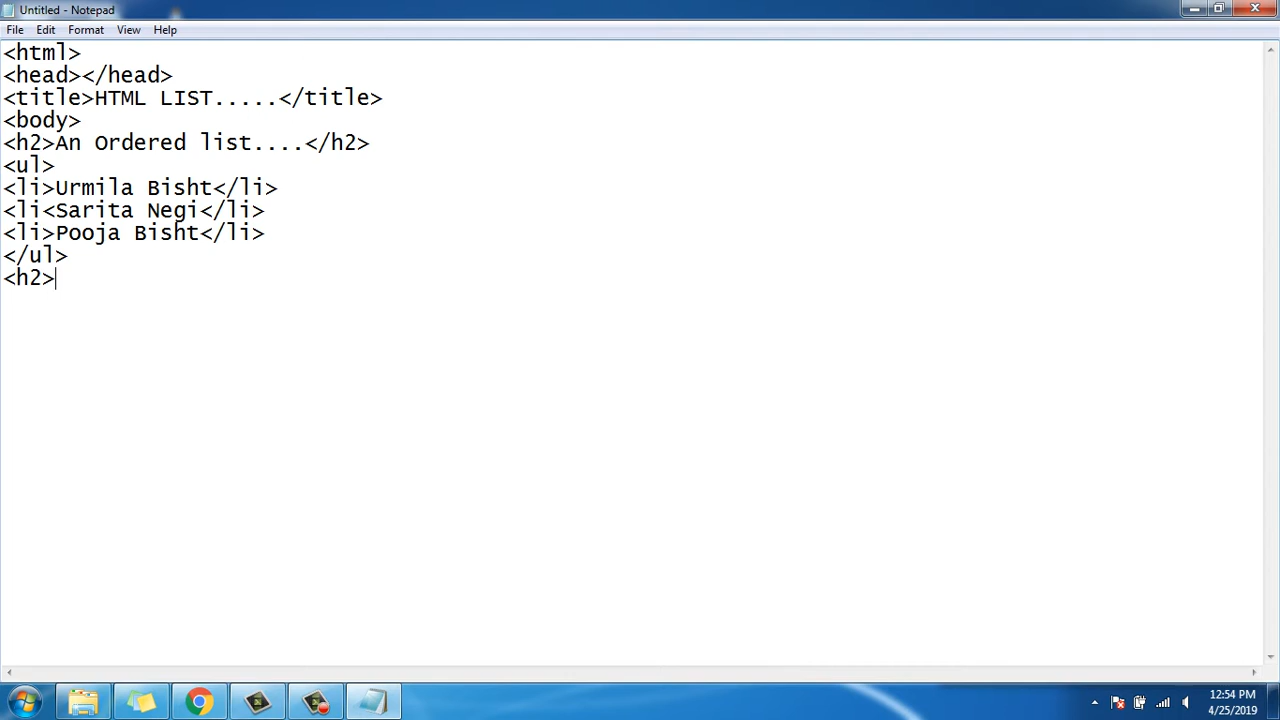 Untitled - Notepad
File Edit Format View Help
<html>
<head></head>
<title>HTML LIST.....</title>
<body>
<h2>An Ordered list....</h2>
<ul>
<li>Urmila Bisht</li>
<li<Sarita Negi</li>
<li>Pooja Bisht</li>
</ul>
<h2>
12:54 PM
4/25/2019